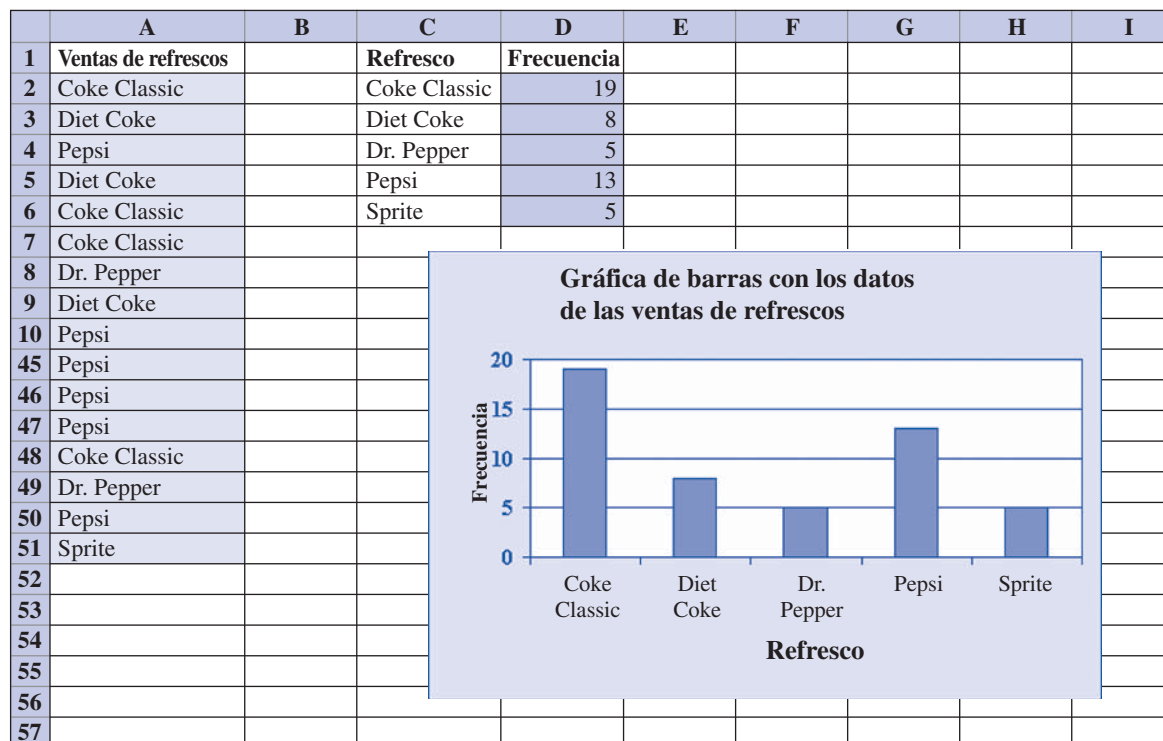 A B C D E F G H I
1 Ventas de refrescos Refresco Frecuencia
2 Coke Classic Coke Classic 19
3 Diet Coke Diet Coke 8
4 Pepsi Dr. Pepper 5
5 Diet Coke Pepsi 13
6 Coke Classic Sprite 5
7 Coke Classic
8 Dr. Pepper
9 Diet Coke
10 Pepsi
45 Pepsi
46 Pepsi
47 Pepsi
48 Coke Classic
49 Dr. Pepper
50 Pepsi
51 Sprite
52
53
54
55
56
57
Gráfica de barras con los datos
de las ventas de refrescos
Frecuencia
20
15
10
5
0
Coke Diet Dr. Pepsi Sprite
Classic Coke Pepper
Refresco